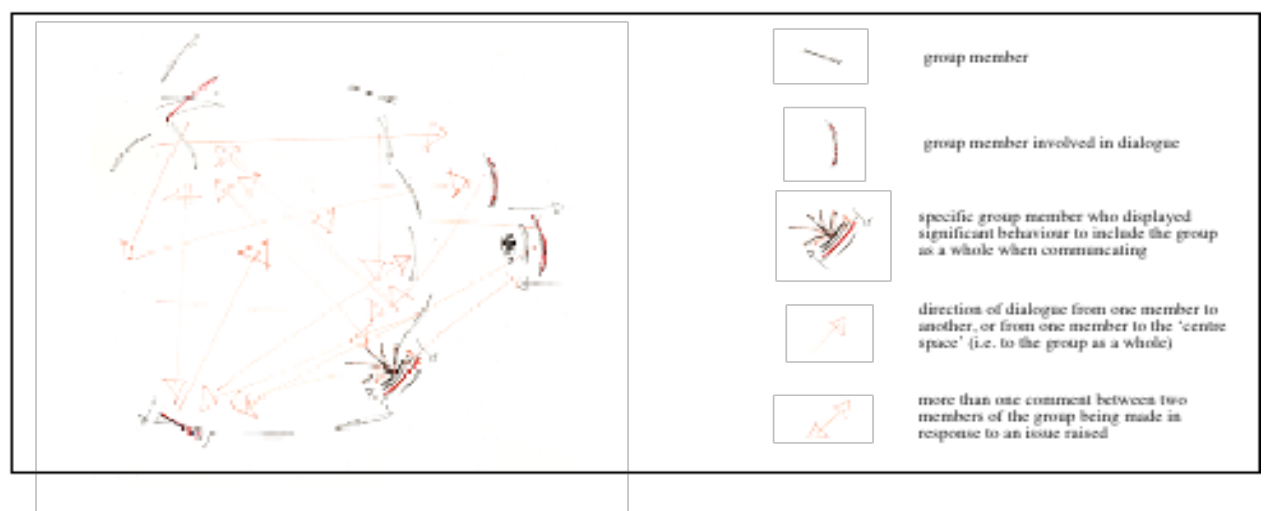 group member
group member involved in dialogue
specific group member who displayed
significant behaviour to include the group
as a whole when communcating
direction of dialogue from one member to
another, or from one member to the ‘centre
space’ (i.e. to the group as a whole)
more than one comment between two
members of the group being made in
response to an issue raised